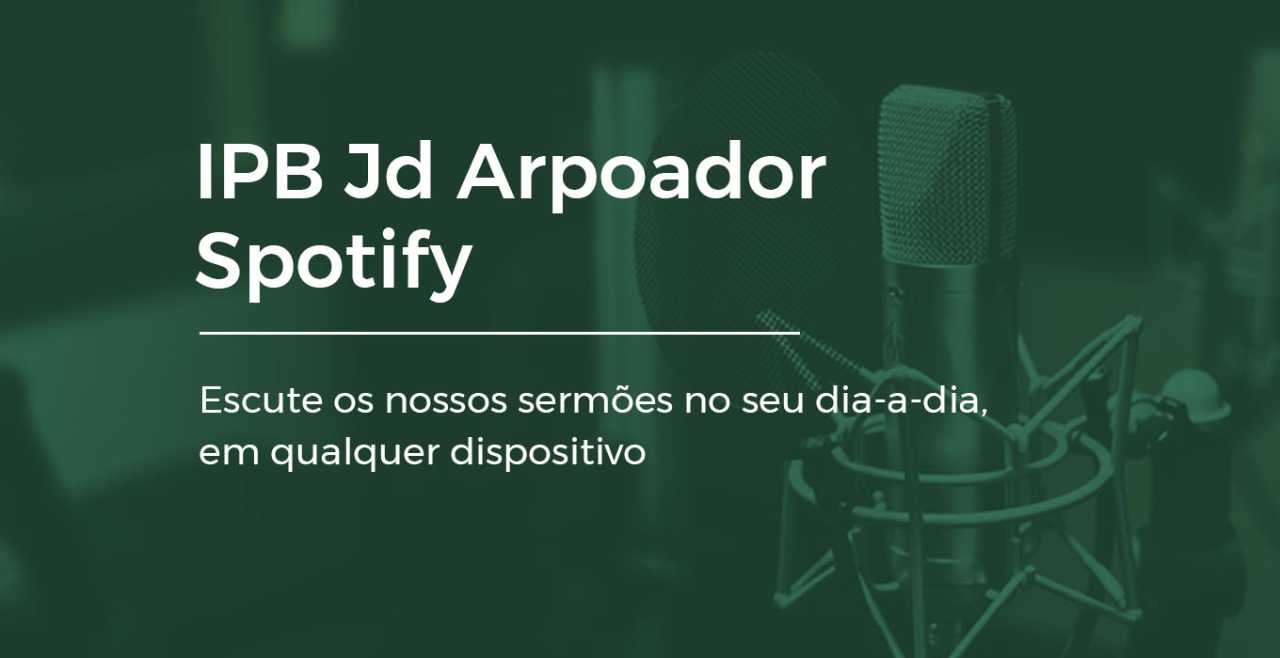 IPB Jd Arpoador
Spotify
Escute os nossos sermões no seu dia-a-dia,
em qualquer dispositivo